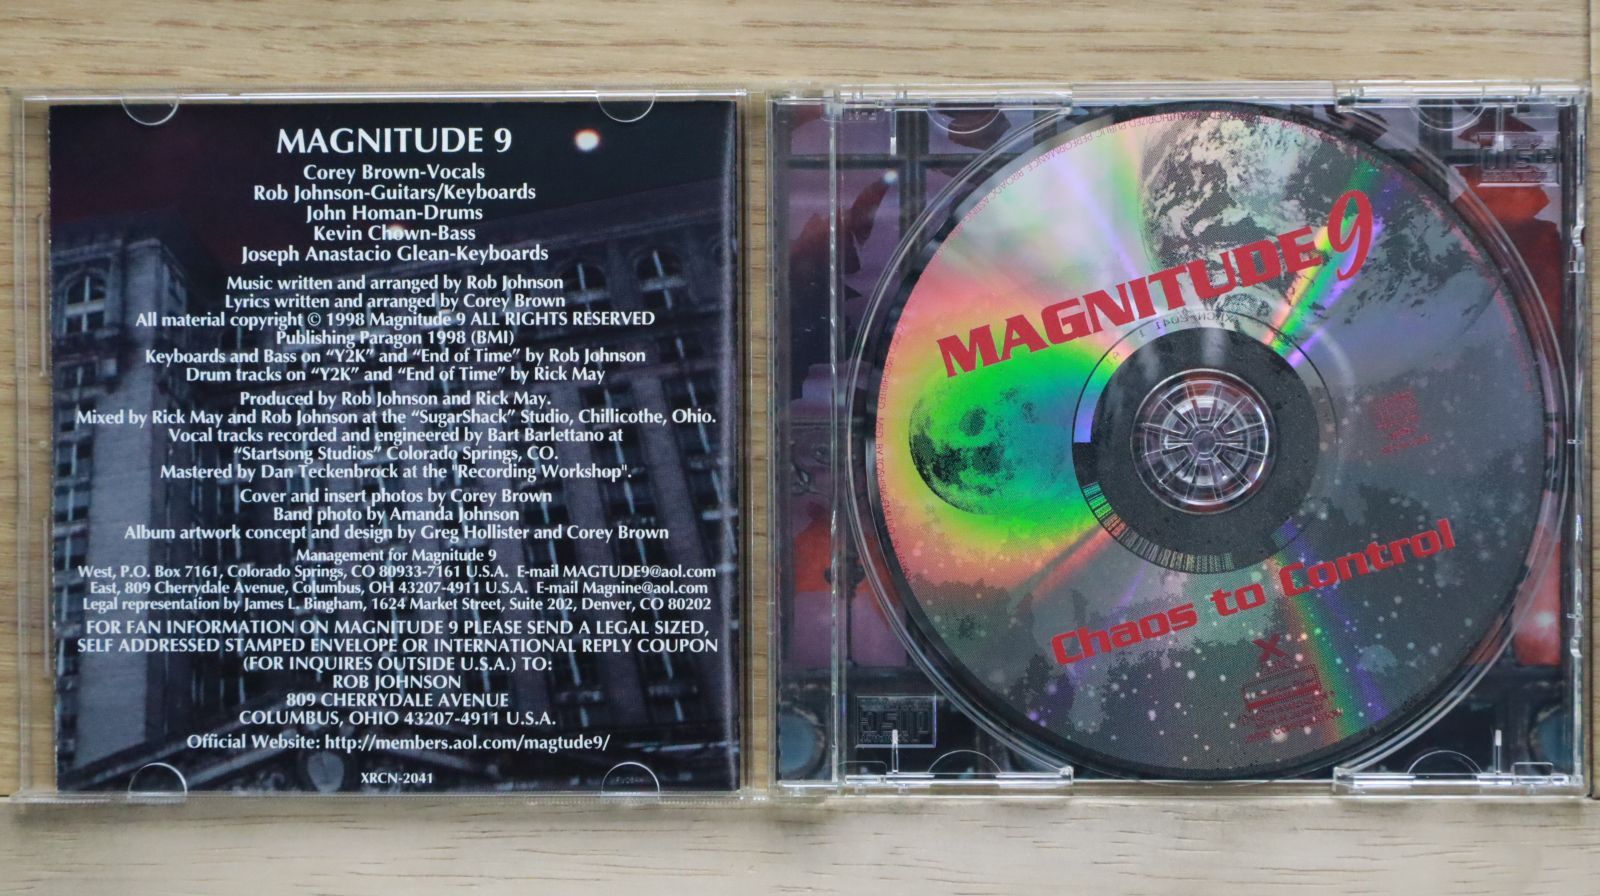 MAGNITUDE 9
Corey Brown-Vocals
Rob Johnson-Guitars/Keyboards
John Homan-Drums
Kevin Chown-Bass
Joseph Anastacio Glean-Keyboards
Music written and arranged by Rob Johnson
Lyrics written and arranged by Corey Brown
All material copyright © 1998 Magnitude 9 ALL RIGHTS RESERVED
Publishing Paragon 1998 (BMI)
Keyboards and Bass on “Y2K” and “End of Time” by Rob Johnson
Drum tracks on “Y2K” and “End of Time” by Rick May
Produced by Rob Johnson and Rick May.
Mixed by Rick May and Rob Johnson at the “SugarShack” Studio, Chillicothe, Ohio.
Vocal tracks recorded and engineered by Bart Barlettano at
“Startsong Studios” Colorado Springs, CO.
Mastered by Dan Teckenbrock at the "Recording Workshop".
Cover and insert photos by Corey Brown
Band photo by Amanda Johnson
Album artwork concept and design by Greg Hollister and Corey Brown
Management for Magnitude 9
West, P.O. Box 7161, Colorado Springs, CO 80933-7161 U.S.A. E-mail MAGTUDE9@aol.com
East, 809 Cherrydale Avenue, Columbus, OH 43207-4911 U.S.A. E-mail Magnine@aol.com
Legal representation by James L. Bingham, 1624 Market Street, Suite 202, Denver, CO 80202
FOR FAN INFORMATION ON MAGNITUDE 9 PLEASE SEND A LEGAL SIZED,
SELF ADDRESSED STAMPED ENVELOPE OR INTERNATIONAL REPLY COUPON
(FOR INQUIRES OUTSIDE U.S.A.) TO:
ROB JOHNSON
809 CHERRYDALE AVENUE
COLUMBUS, OHIO 43207-4911 U.S.A.
Official Website: http://members.aol.com/magtude9/
XRCN-2041
MAGNITUDE 9
Chaos to Control